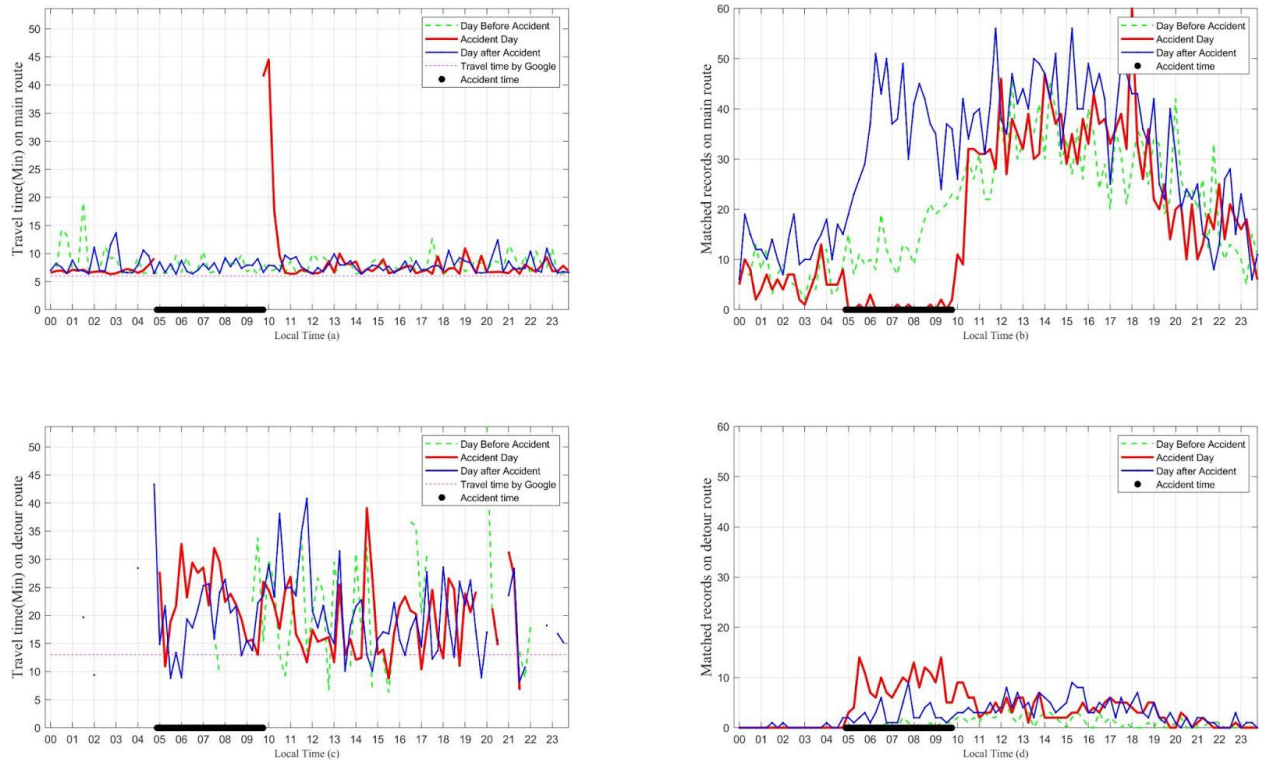 Travel time(Min) on main route
50
45
40
35
30
25
20
15
10
5
0
00 01 02 03 04 05 06 07 08 09 10 11 12 13 14 15 16 17 18 19 20 21 22 23
Local Time (a)
Day Before Accident
Accident Day
Day after Accident
Travel time by Google
Accident time
Matched records on main route
60
50
40
30
20
10
0
00 01 02 03 04 05 06 07 08 09 10 11 12 13 14 15 16 17 18 19 20 21 22 23
Local Time (b)
Day Before Accident
Accident Day
Day after Accident
Accident time
Travel time(Min) on detour route
50
45
40
35
30
25
20
15
10
5
0
00 01 02 03 04 05 06 07 08 09 10 11 12 13 14 15 16 17 18 19 20 21 22 23
Local Time (c)
Day Before Accident
Accident Day
Day after Accident
Travel time by Google
Accident time
Matched records on detour route
60
50
40
30
20
10
0
00 01 02 03 04 05 06 07 08 09 10 11 12 13 14 15 16 17 18 19 20 21 22 23
Local Time (d)
Day Before Accident
Accident Day
Day after Accident
Accident time